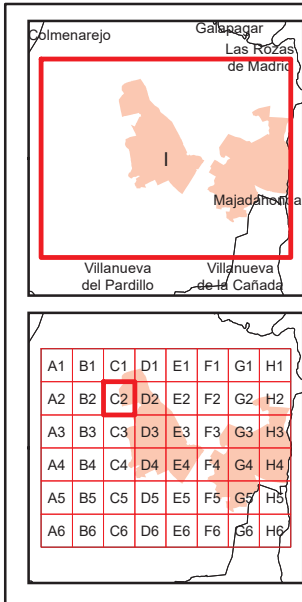 Colmenarejo
Galapagar
Las Rozas
de Madrid
I
Majadahonda
Villanueva
del Pardillo
Villanueva
de la Cañada
A1 B1 C1 D1 E1 F1 G1 H1
A2 B2 C2 D2 E2 F2 G2 H2
A3 B3 C3 D3 E3 F3 G3 H3
A4 B4 C4 D4 E4 F4 G4 H4
A5 B5 C5 D5 E5 F5 G5 H5
A6 B6 C6 D6 E6 F6 G6 H6